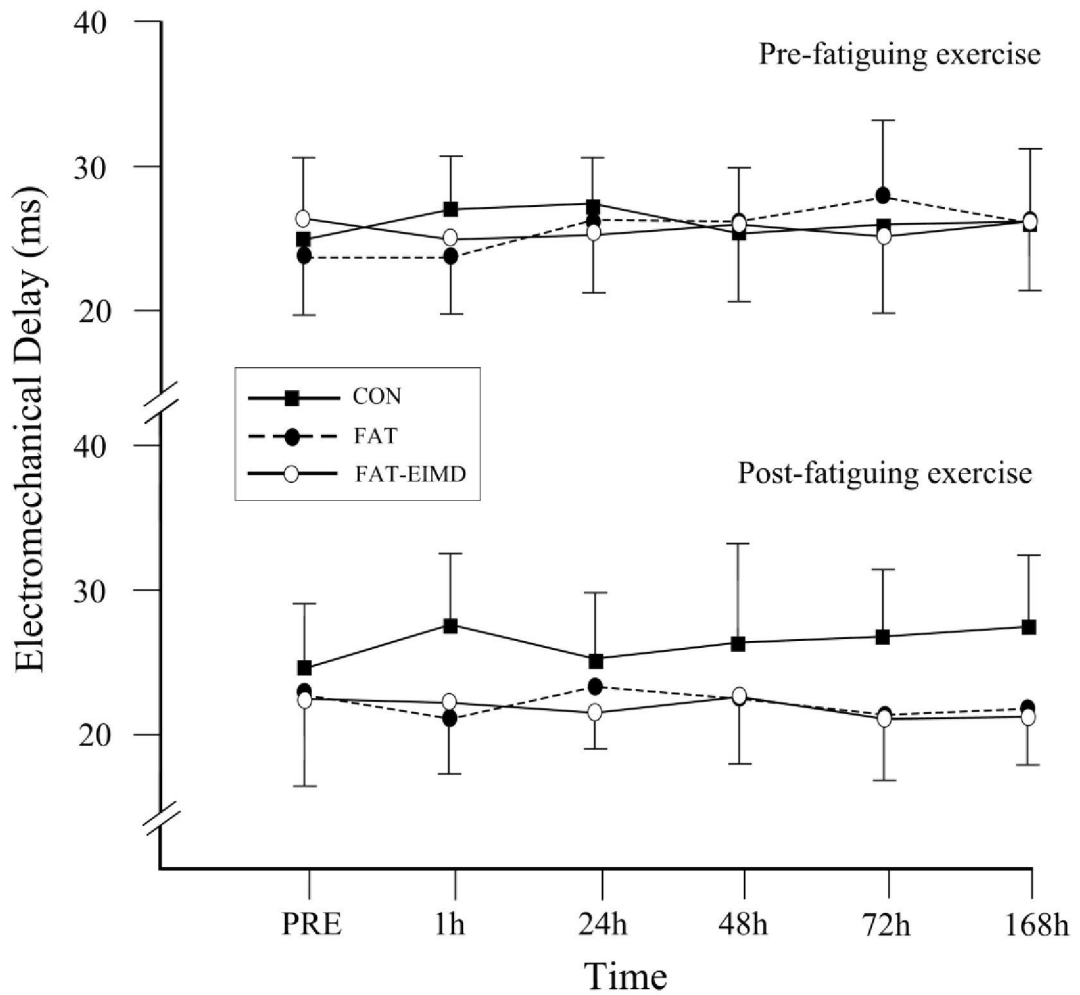 Electromechanical Delay (ms)
40
Pre-fatiguing exercise
30
20
CON
FAT
FAT-EIMD
40
Post-fatiguing exercise
30
20
PRE 1h 24h 48h 72h 168h
Time